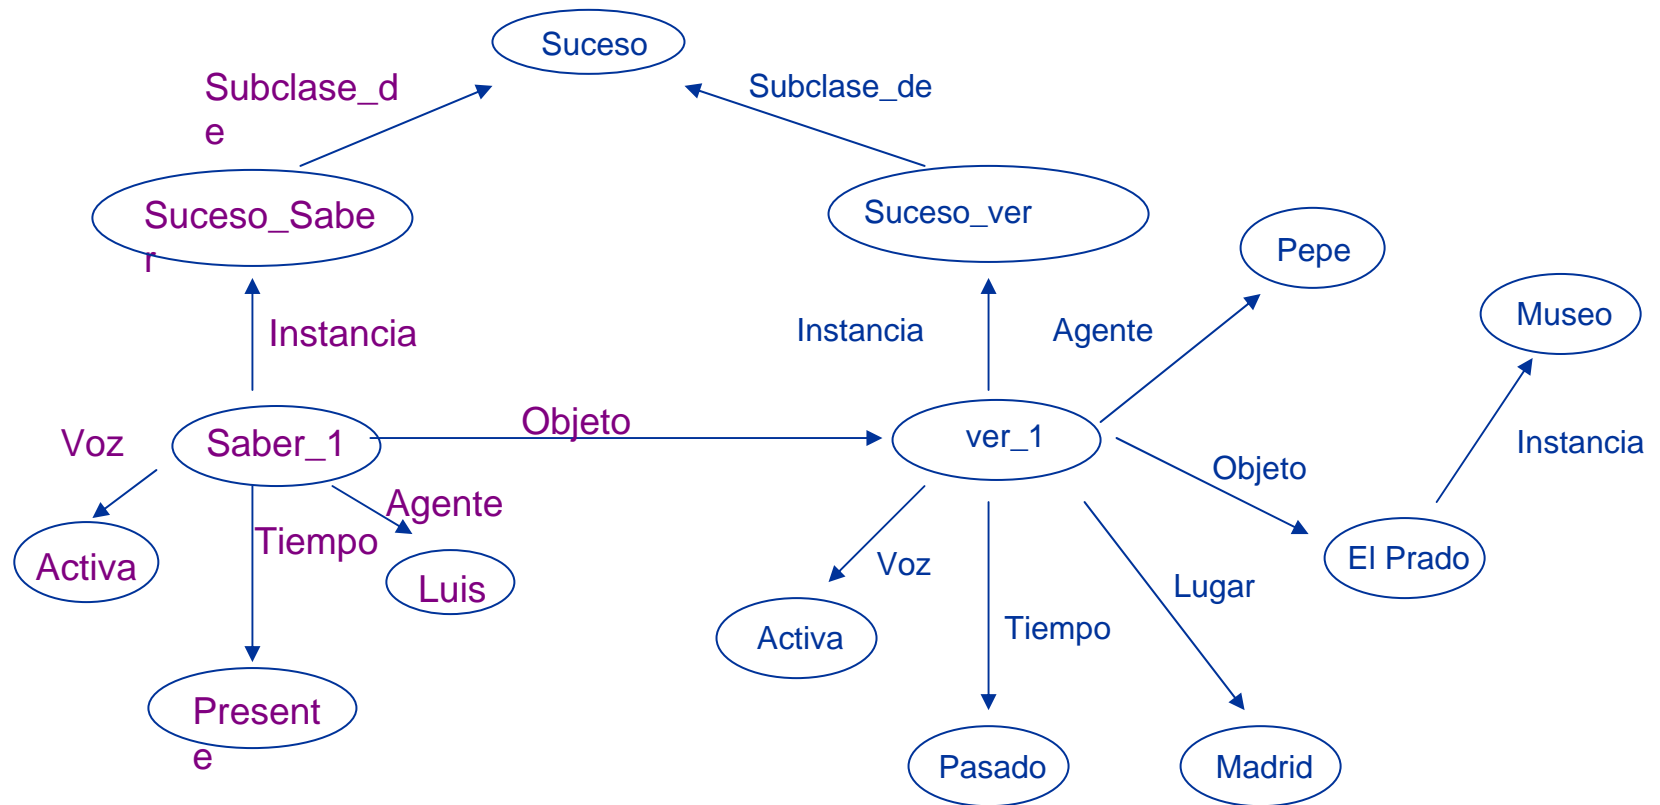 Suceso
Subclase_d
e
Subclase_de
Suceso_Sabe
r
Suceso_ver
Pepe
Museo
Instancia
Instancia
Agente
Objeto
Voz
Saber_1
ver_1
Instancia
Objeto
Agente
Tiempo
Activa
Luis
Voz
El Prado
Lugar
Tiempo
Activa
Present
e
Pasado
Madrid